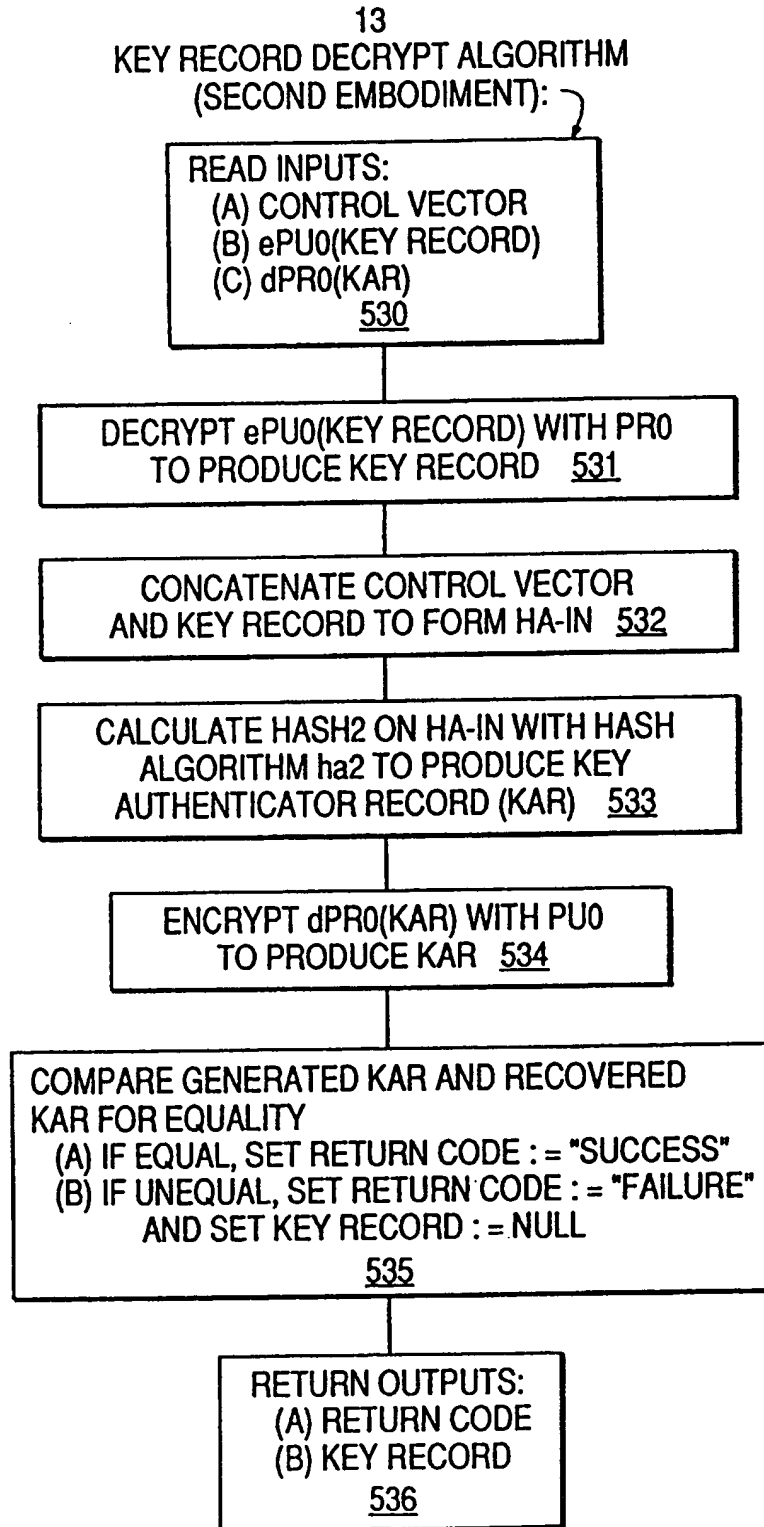 13
KEY RECORD DECRYPT ALGORITHM
(SECOND EMBODIMENT):
READ INPUTS:
(A) CONTROL VECTOR
(B) ePU0(KEY RECORD)
(C) dPR0(KAR)
530
DECRYPT ePU0(KEY RECORD) WITH PR0
TO PRODUCE KEY RECORD 531
CONCATENATE CONTROL VECTOR
AND KEY RECORD TO FORM HA-IN 532
CALCULATE HASH2 ON HA-IN WITH HASH
ALGORITHM ha2 TO PRODUCE KEY
AUTHENTICATOR RECORD (KAR) 533
ENCRYPT dPR0(KAR) WITH PU0
TO PRODUCE KAR 534
COMPARE GENERATED KAR AND RECOVERED
KAR FOR EQUALITY
(A) IF EQUAL, SET RETURN CODE : = "SUCCESS"
(B) IF UNEQUAL, SET RETURN CODE : = "FAILURE"
AND SET KEY RECORD : = NULL
535
RETURN OUTPUTS:
(A) RETURN CODE
(B) KEY RECORD
536